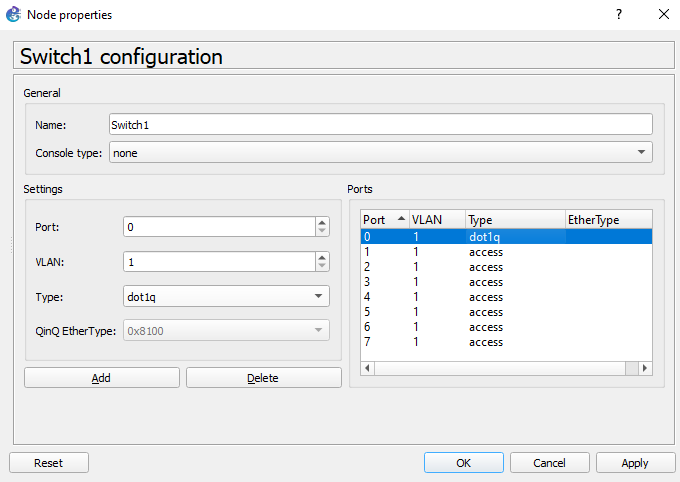 Node properties
?
Switch1 configuration
General
Name: Switch1
Console type: none
Settings
Port: 0
VLAN: 1
Type: dot1q
QinQ EtherType: 0x8100
Add Delete
Ports
Port VLAN Type EtherType
0 1 dot1q
1 1 access
2 1 access
3 1 access
4 1 access
5 1 access
6 1 access
7 1 access
Reset OK Cancel Apply